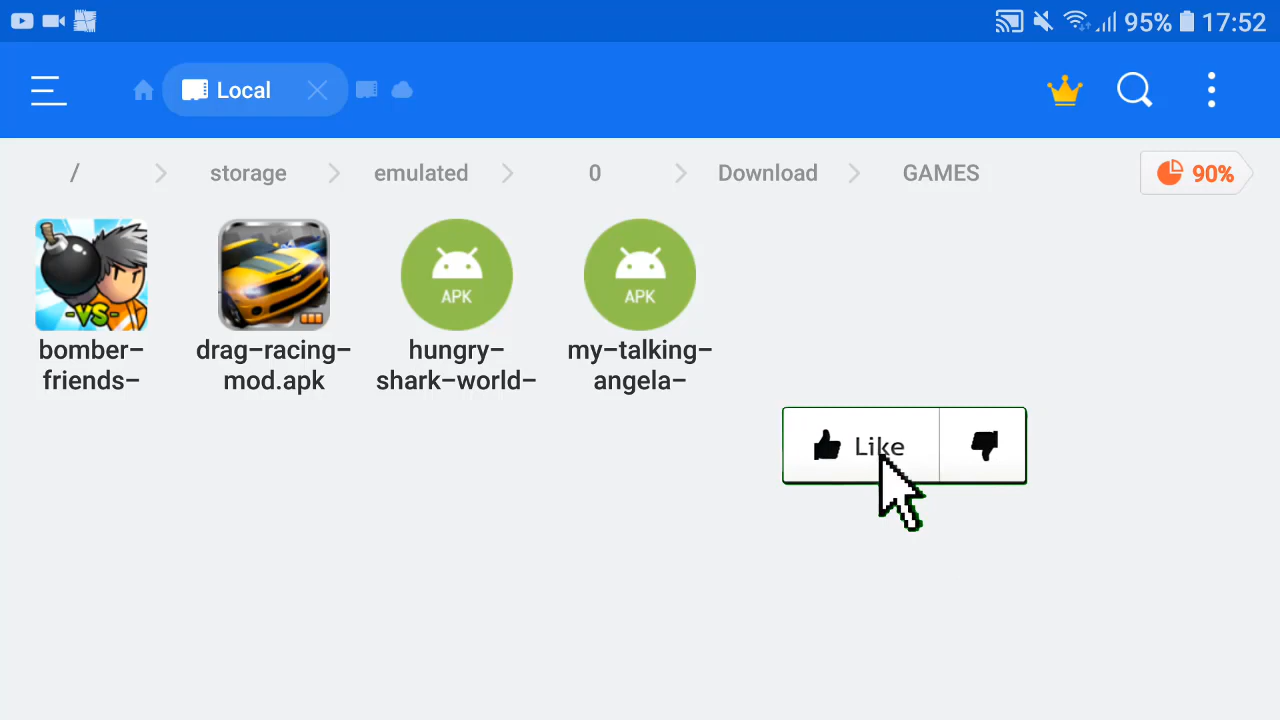 95% 17:52
Local
/ storage emulated 0 Download GAMES 90%
-VS-
APK
APK
bomber-
friends-
drag-racing-
mod.apk
hungry-
shark-world-
my-talking-
angela-
Like